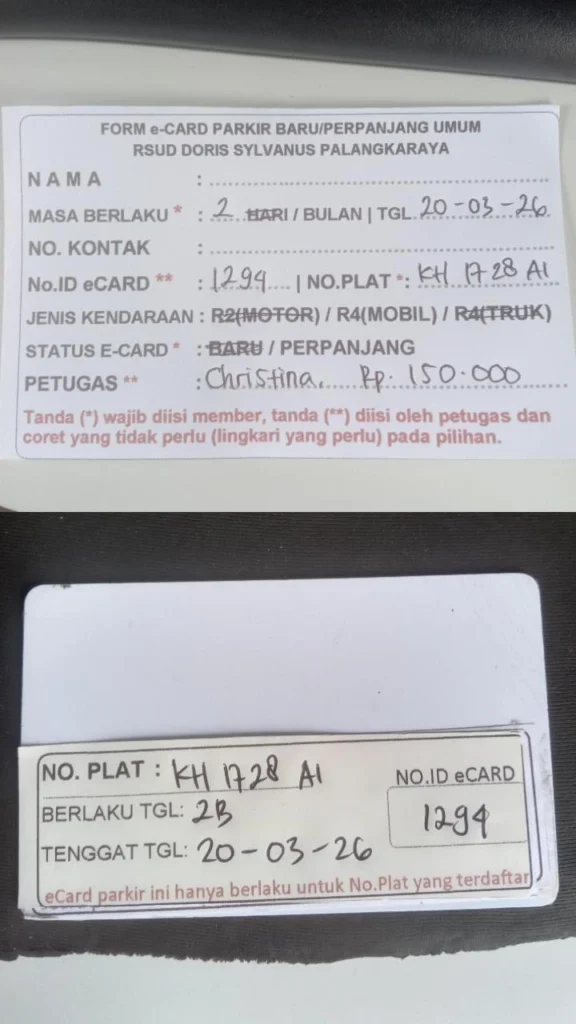 FORM e-CARD PARKIR BARU/PERPANJANG UMUM
RSUD DORIS SYLVANUS PALANGKARAYA
NAMA :
MASA BERLAKU * : 2 HARI / BULAN | TGL. 20-03-26
NO. KONTAK :
No.ID eCARD ** : 1294 | NO.PLAT *: KH 1728 AI
JENIS KENDARAAN : R2(MOTOR) / R4(MOBIL) / R4(TRUK)
STATUS E-CARD * : BARU / PERPANJANG
PETUGAS ** : Christina, Rp. 150.000
Tanda (*) wajib diisi member, tanda (**) diisi oleh petugas dan
coret yang tidak perlu (lingkari yang perlu) pada pilihan.
NO. PLAT : KH 1728 AI
NO.ID eCARD
BERLAKU TGL: 2B
1294
TENGGAT TGL: 20-03-26
eCard parkir ini hanya berlaku untuk No.Plat yang terdaftar